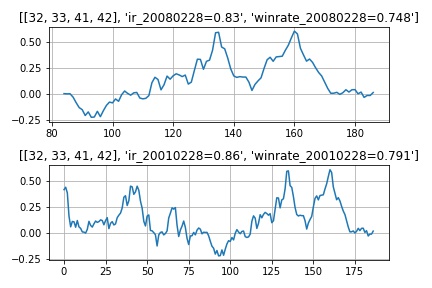 [[32, 33, 41, 42], 'ir_20080228=0.83', 'winrate_20080228=0.748']
0.50
0.25
0.00
−0.25
80 100 120 140 160 180
[[32, 33, 41, 42], 'ir_20010228=0.86', 'winrate_20010228=0.791']
0.50
0.25
0.00
−0.25
0 25 50 75 100 125 150 175